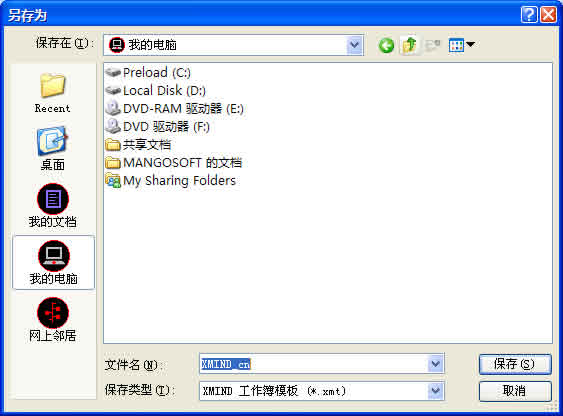 另存为
保存在(I):
我的电脑
Preload (C:)
Local Disk (D:)
DVD-RAM 驱动器 (E:)
DVD 驱动器 (F:)
共享文档
MANGOSOFT 的文档
My Sharing Folders
Recent
桌面
我的文档
我的电脑
网上邻居
文件名(N):
XMIND_cn
保存(S)
保存类型(T):
XMIND 工作簿模板 (*.xmt)
取消